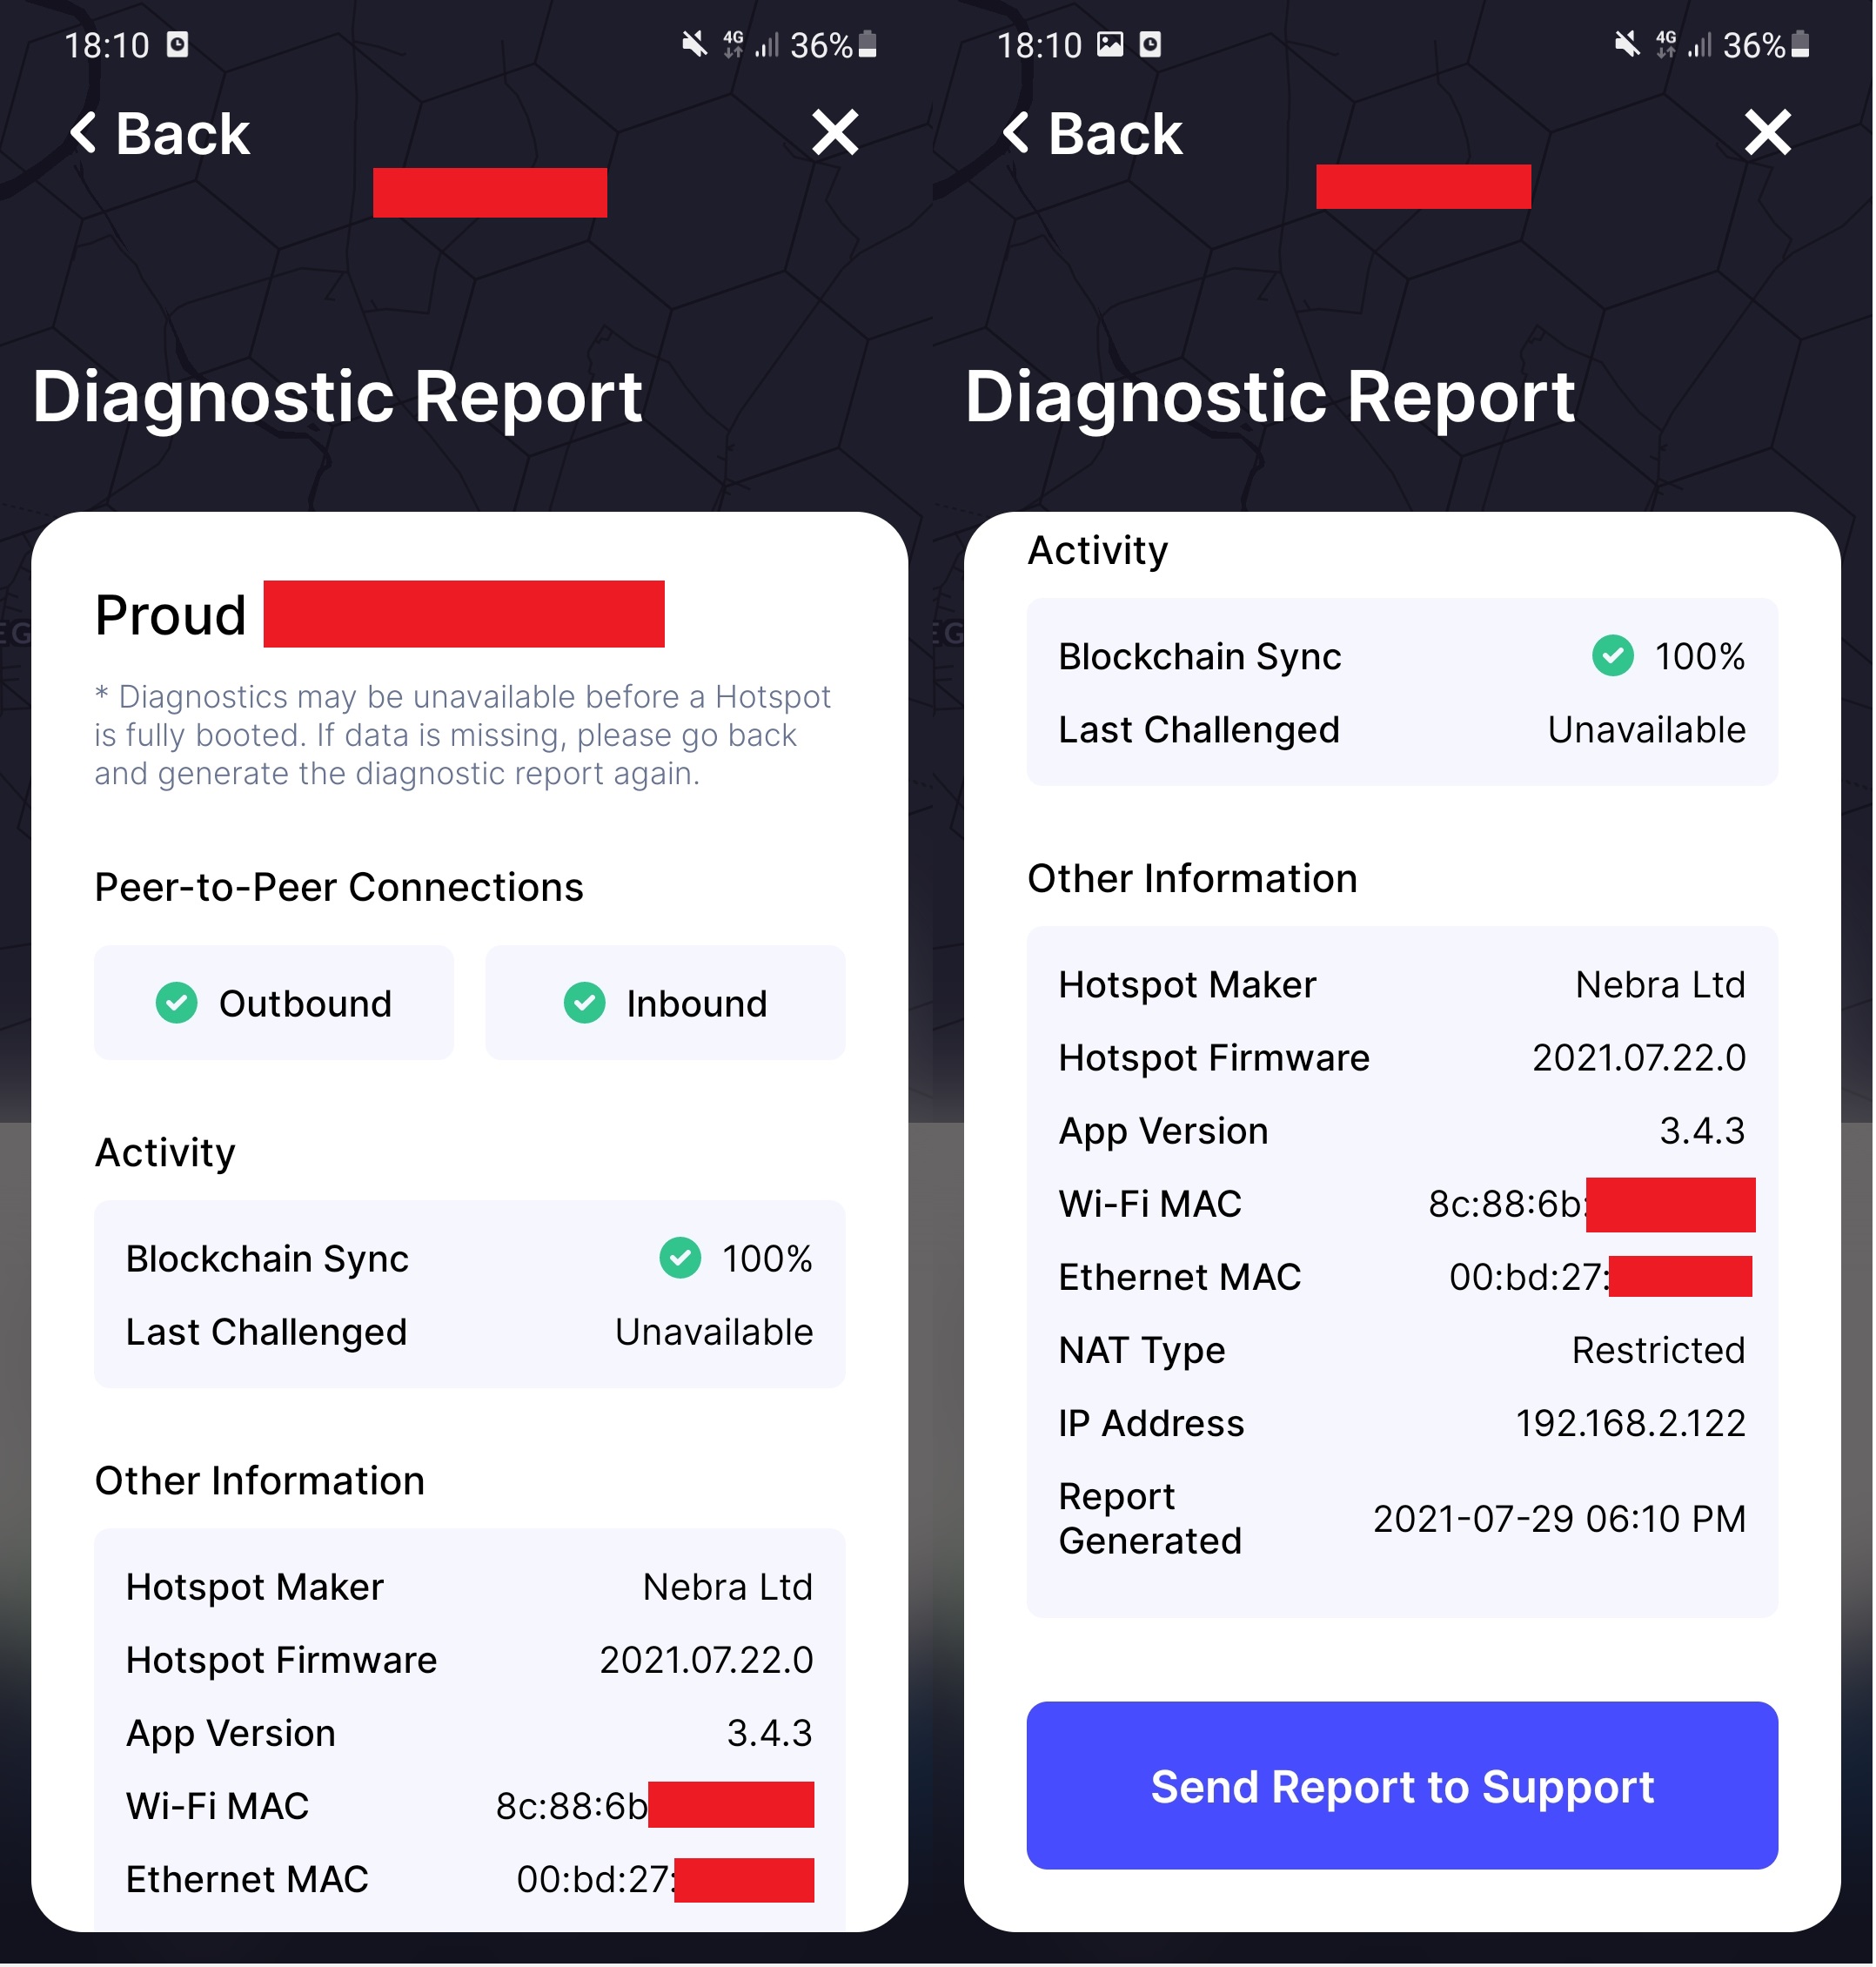 18:10
4G
36%
Back
Diagnostic Report
Proud
* Diagnostics may be unavailable before a Hotspot
is fully booted. If data is missing, please go back
and generate the diagnostic report again.
Peer-to-Peer Connections
Outbound
Inbound
Activity
Blockchain Sync 100%
Last Challenged Unavailable
Other Information
Hotspot Maker Nebra Ltd
Hotspot Firmware 2021.07.22.0
App Version 3.4.3
Wi-Fi MAC 8c:88:6b
Ethernet MAC 00:bd:27:
18:10
4G
36%
Back
Diagnostic Report
Activity
Blockchain Sync 100%
Last Challenged Unavailable
Other Information
Hotspot Maker Nebra Ltd
Hotspot Firmware 2021.07.22.0
App Version 3.4.3
Wi-Fi MAC 8c:88:6b:
Ethernet MAC 00:bd:27:
NAT Type Restricted
IP Address 192.168.2.122
Report
Generated 2021-07-29 06:10 PM
Send Report to Support